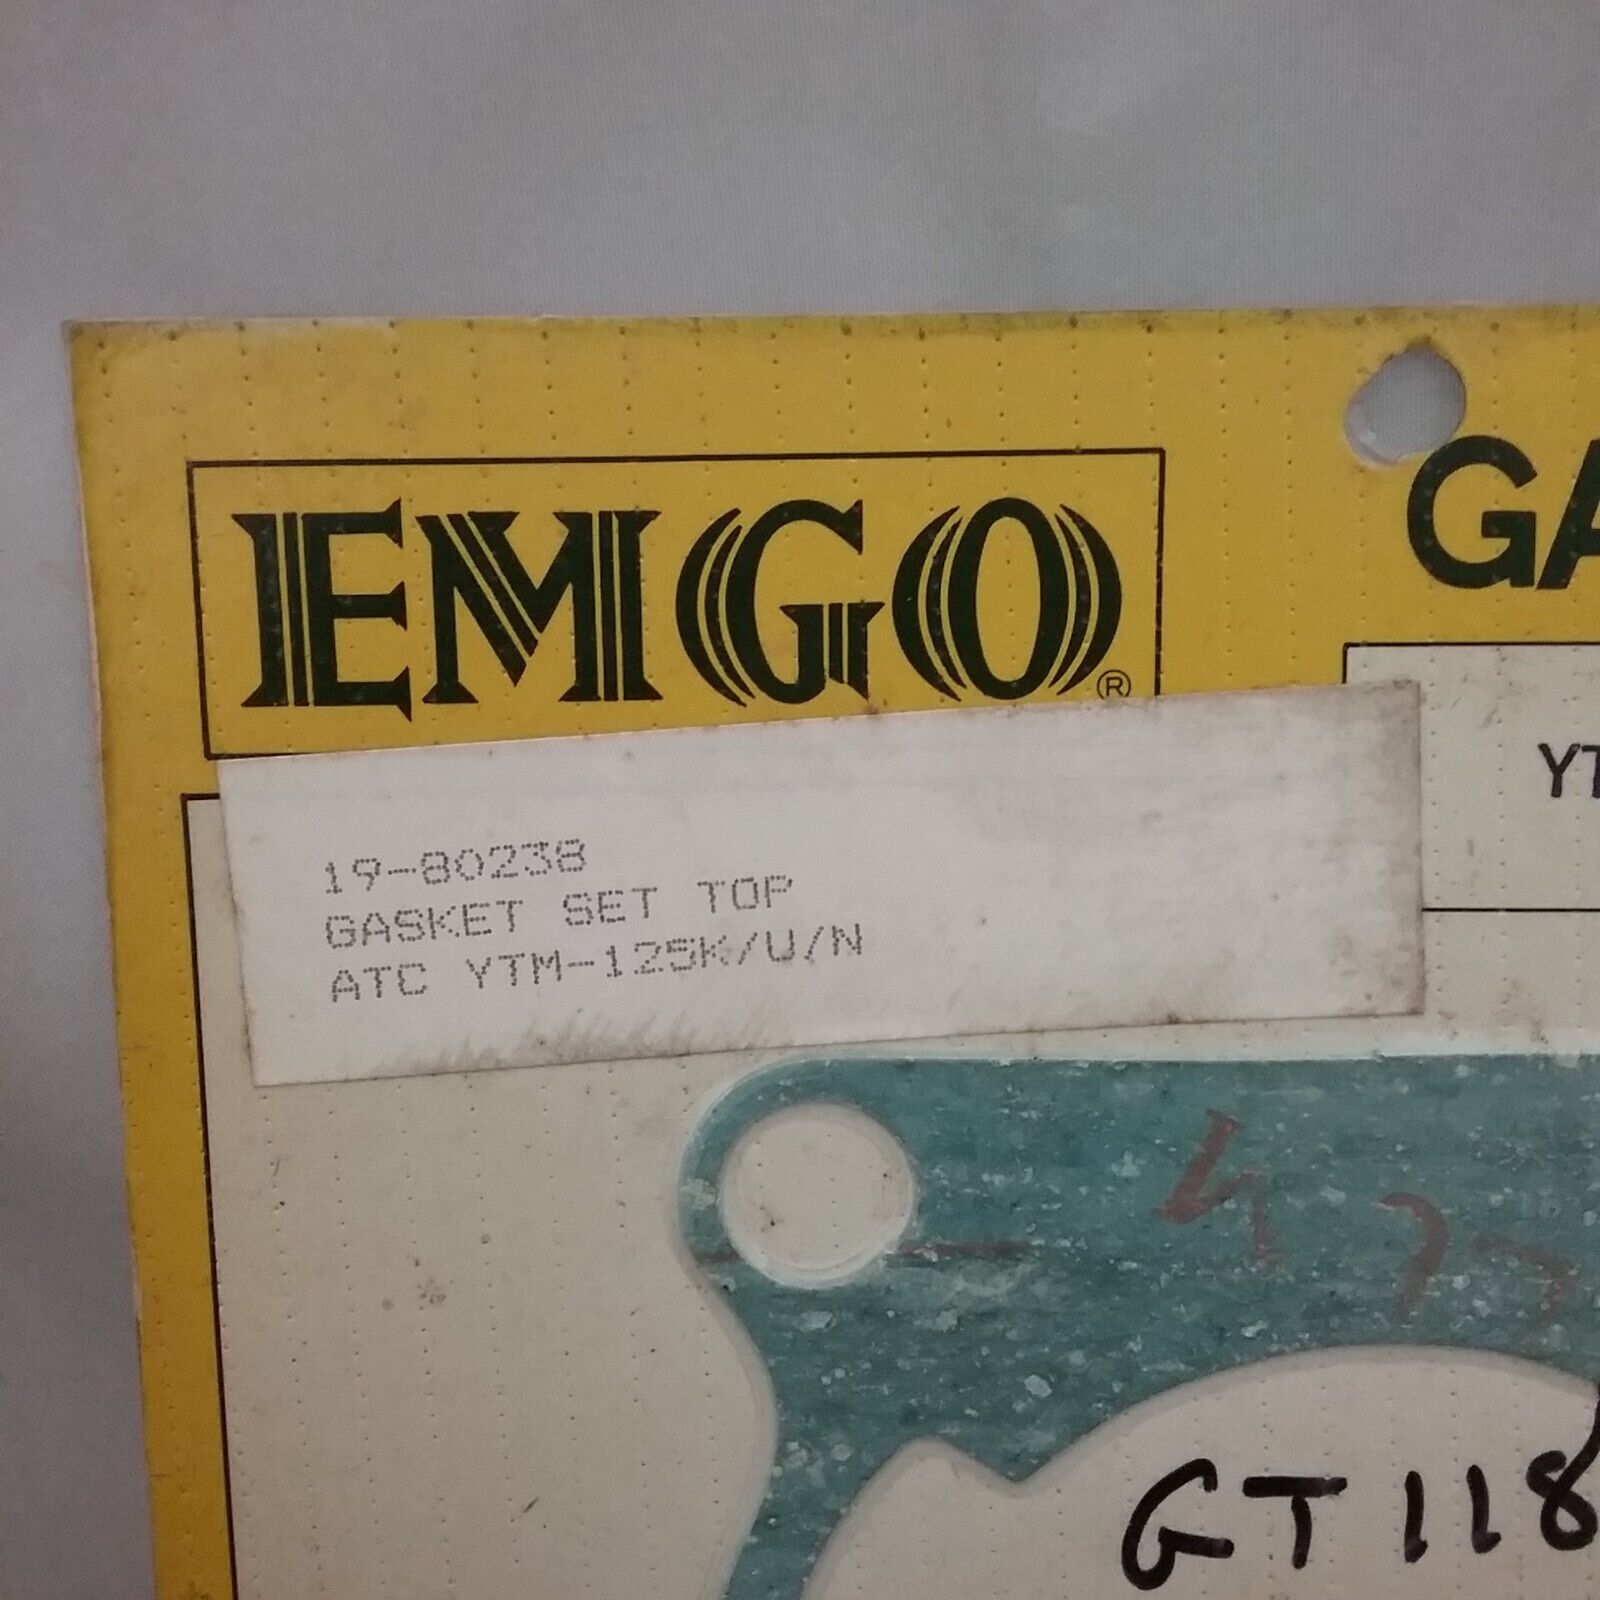 EMGO®
GA
YT
19-80238
GASKET SET TOP
ATC YTM-125K/U/N
GT118